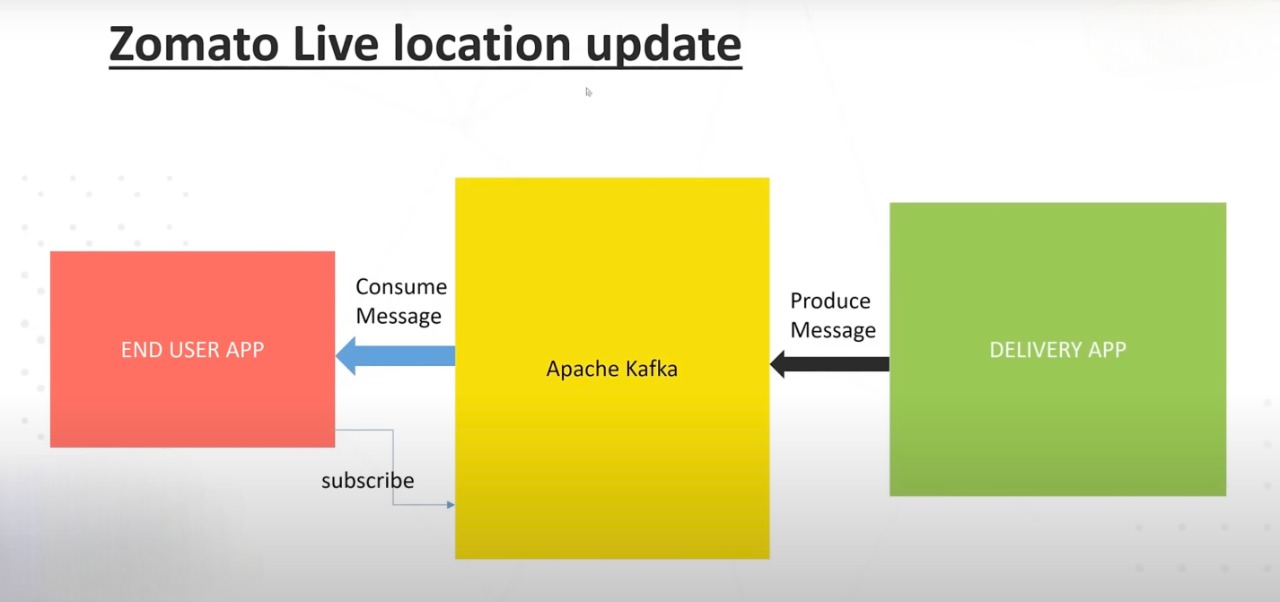 Zomato Live location update
Consume
Message
Produce
Message
END USER APP
Apache Kafka
DELIVERY APP
subscribe